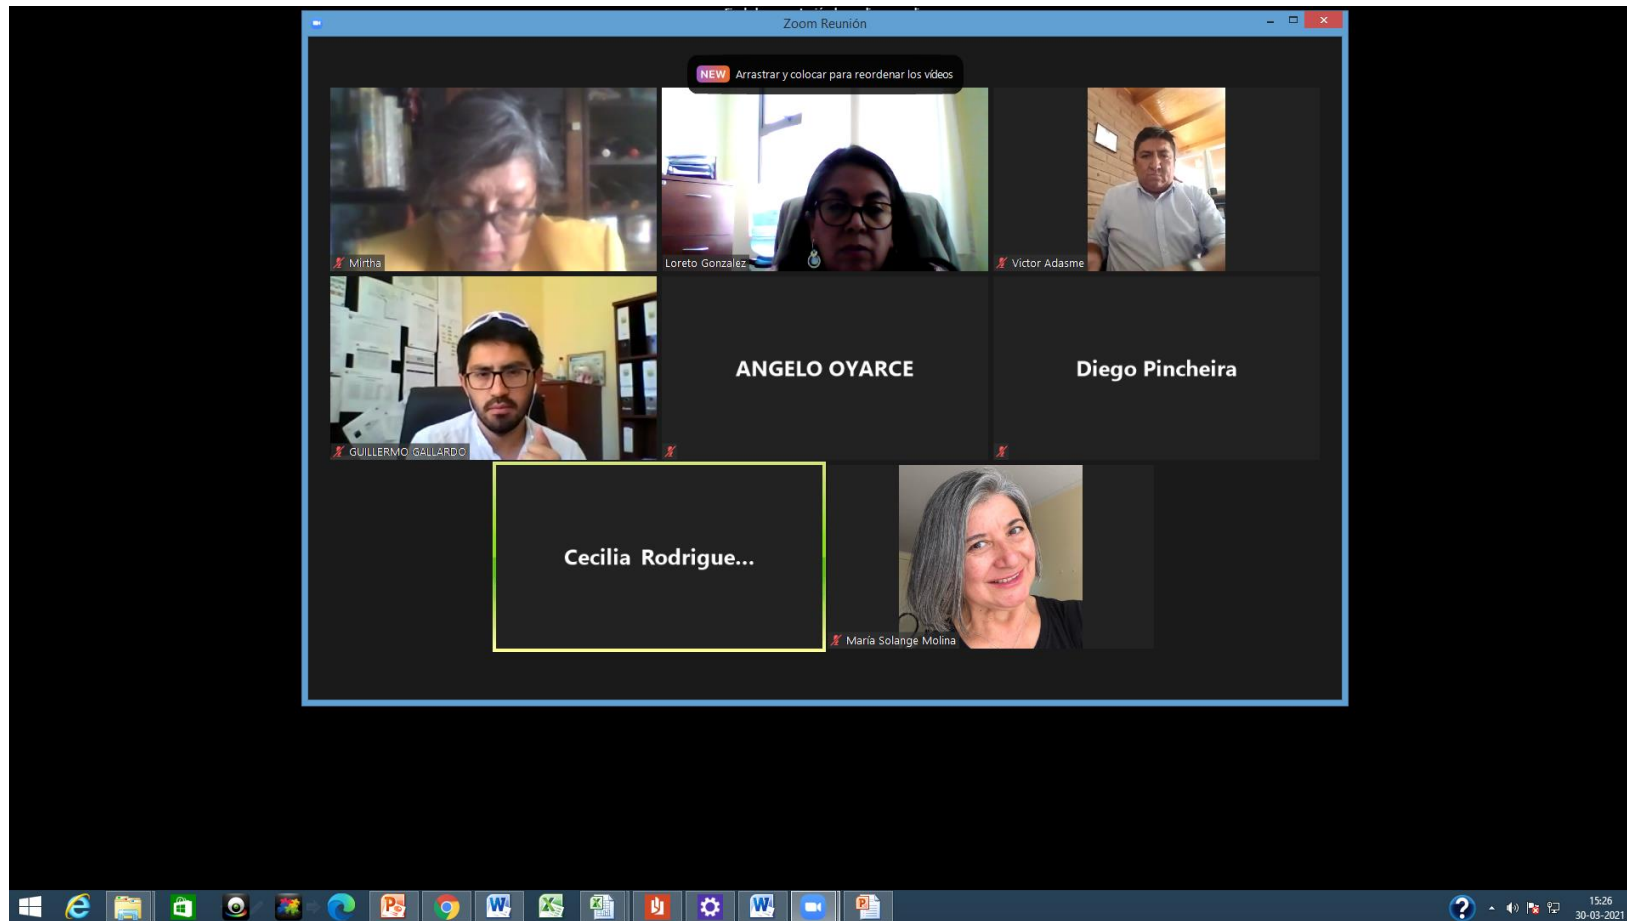 Zoom Reunión
NEW Arrastrar y colocar para reordenar los vídeos
Mirtha
Loreto Gonzalez
Victor Adasme
GUILLERMO GALLARDO
ANGELO OYARCE
Diego Pincheira
Cecilia Rodrigue...
María Solange Molina
15:26
30-03-2021